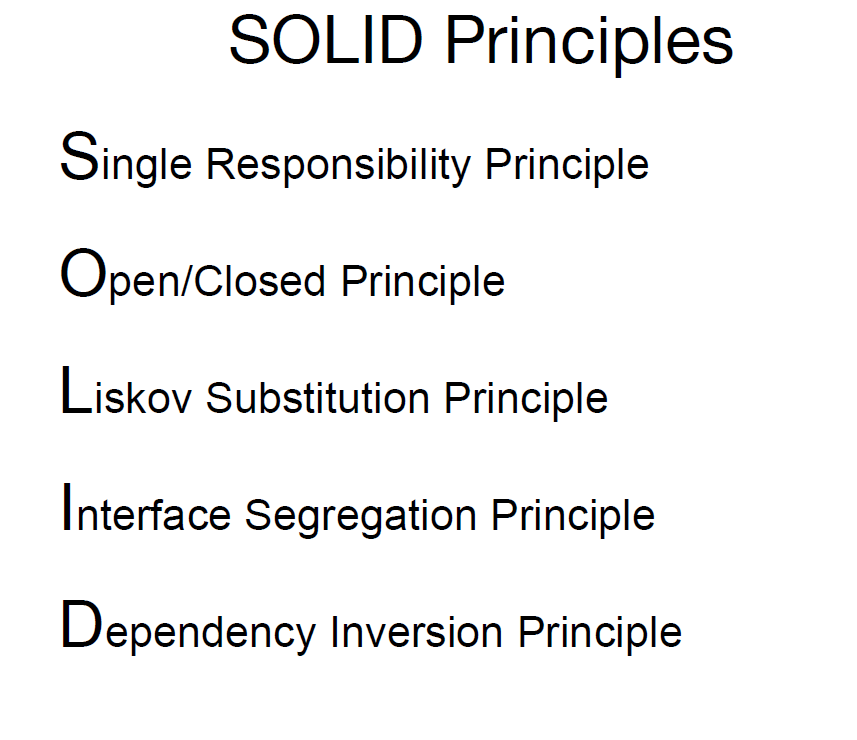 SOLID Principles
Single Responsibility Principle
Open/Closed Principle
Liskov Substitution Principle
Interface Segregation Principle
Dependency Inversion Principle